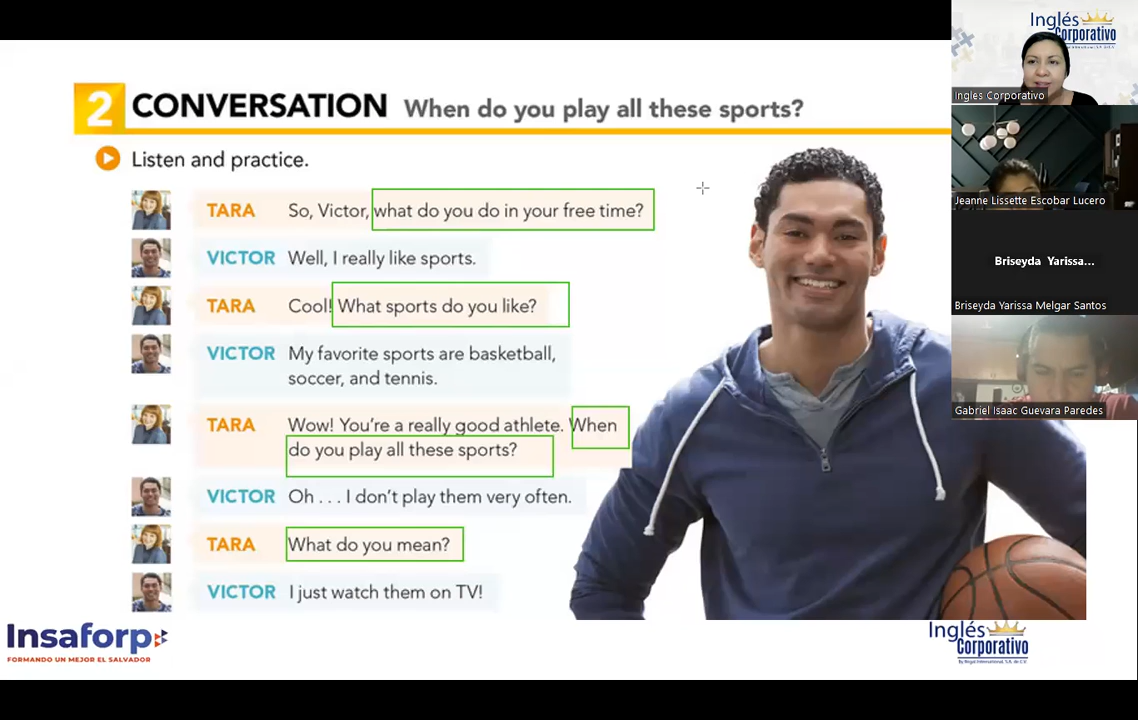 2 CONVERSATION When do you play all these sports?
Listen and practice.
TARA So, Victor, what do you do in your free time?
VICTOR Well, I really like sports.
TARA Cool! What sports do you like?
VICTOR My favorite sports are basketball,
soccer, and tennis.
TARA Wow! You're a really good athlete. When
do you play all these sports?
VICTOR Oh . . . I don't play them very often.
TARA What do you mean?
VICTOR I just watch them on TV!
Insaforp
FORMANDO UN MEJOR EL SALVADOR
Inglés
Corporativo
By Regal International, S.A. de C.V.
Inglés
Corporativo
Ingles Corporativo
Jeanne Lissette Escobar Lucero
Briseyda Yarissa...
Briseyda Yarissa Melgar Santos
Gabriel Isaac Guevara Paredes